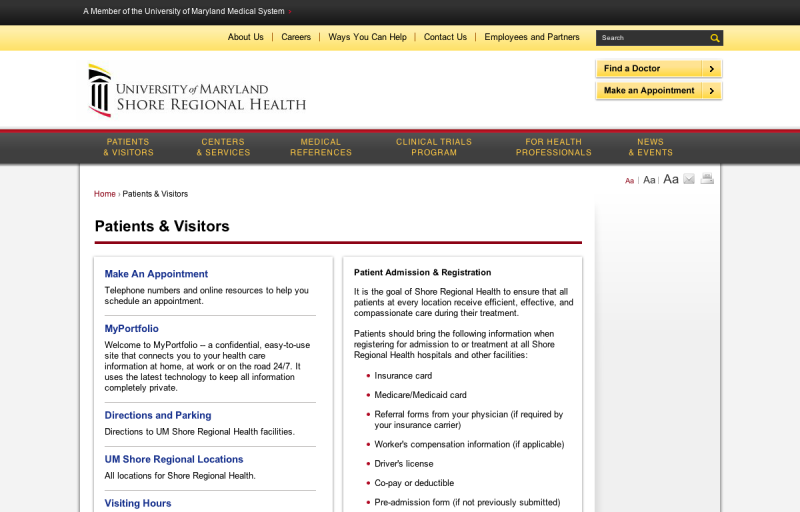 A Member of the University of Maryland Medical System ›
About Us | Careers | Ways You Can Help | Contact Us | Employees and Partners
Search
Find a Doctor
Make an Appointment
UNIVERSITY of MARYLAND
SHORE REGIONAL HEALTH
PATIENTS
& VISITORS
CENTERS
& SERVICES
MEDICAL
REFERENCES
CLINICAL TRIALS
PROGRAM
FOR HEALTH
PROFESSIONALS
NEWS
& EVENTS
Aa | Aa | Aa
Home › Patients & Visitors
Patients & Visitors
Make An Appointment
Telephone numbers and online resources to help you
schedule an appointment.
MyPortfolio
Welcome to MyPortfolio – a confidential, easy-to-use
site that connects you to your health care
information at home, at work or on the road 24/7. It
uses the latest technology to keep all information
completely private.
Directions and Parking
Directions to UM Shore Regional Health facilities.
UM Shore Regional Locations
All locations for Shore Regional Health.
Visiting Hours
Patient Admission & Registration
It is the goal of Shore Regional Health to ensure that all
patients at every location receive efficient, effective, and
compassionate care during their treatment.
Patients should bring the following information when
registering for admission to or treatment at all Shore
Regional Health hospitals and other facilities:
• Insurance card
• Medicare/Medicaid card
• Referral forms from your physician (if required by
your insurance carrier)
• Worker's compensation information (if applicable)
• Driver's license
• Co-pay or deductible
• Pre-admission form (if not previously submitted)